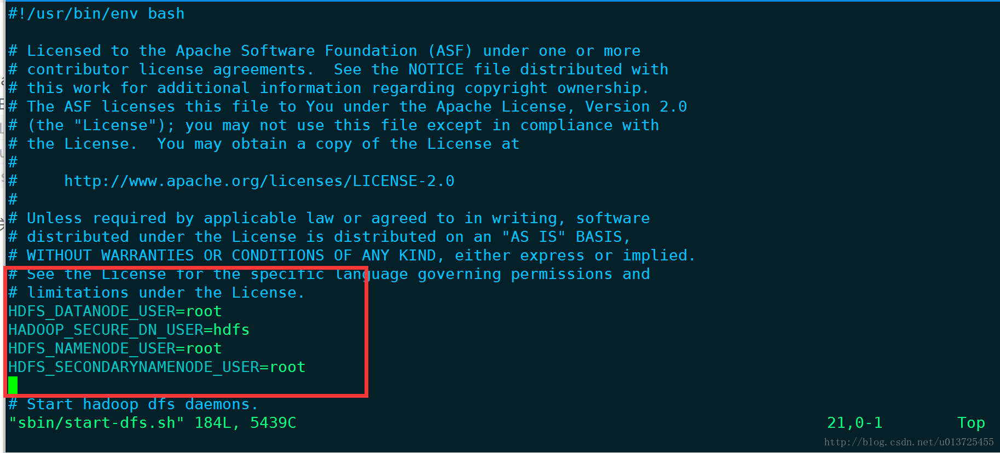 #!/usr/bin/env bash
# Licensed to the Apache Software Foundation (ASF) under one or more
# contributor license agreements.  See the NOTICE file distributed with
# this work for additional information regarding copyright ownership.
# The ASF licenses this file to You under the Apache License, Version 2.0
# (the "License"); you may not use this file except in compliance with
# the License.  You may obtain a copy of the License at
#
#     http://www.apache.org/licenses/LICENSE-2.0
#
# Unless required by applicable law or agreed to in writing, software
# distributed under the License is distributed on an "AS IS" BASIS,
# WITHOUT WARRANTIES OR CONDITIONS OF ANY KIND, either express or implied.
# See the License for the specific language governing permissions and
# limitations under the License.
HDFS_DATANODE_USER=root
HADOOP_SECURE_DN_USER=hdfs
HDFS_NAMENODE_USER=root
HDFS_SECONDARYNAMENODE_USER=root
# Start hadoop dfs daemons.
"sbin/start-dfs.sh" 184L, 5439C 21,0-1 Top
http://blog.csdn.net/u013725455